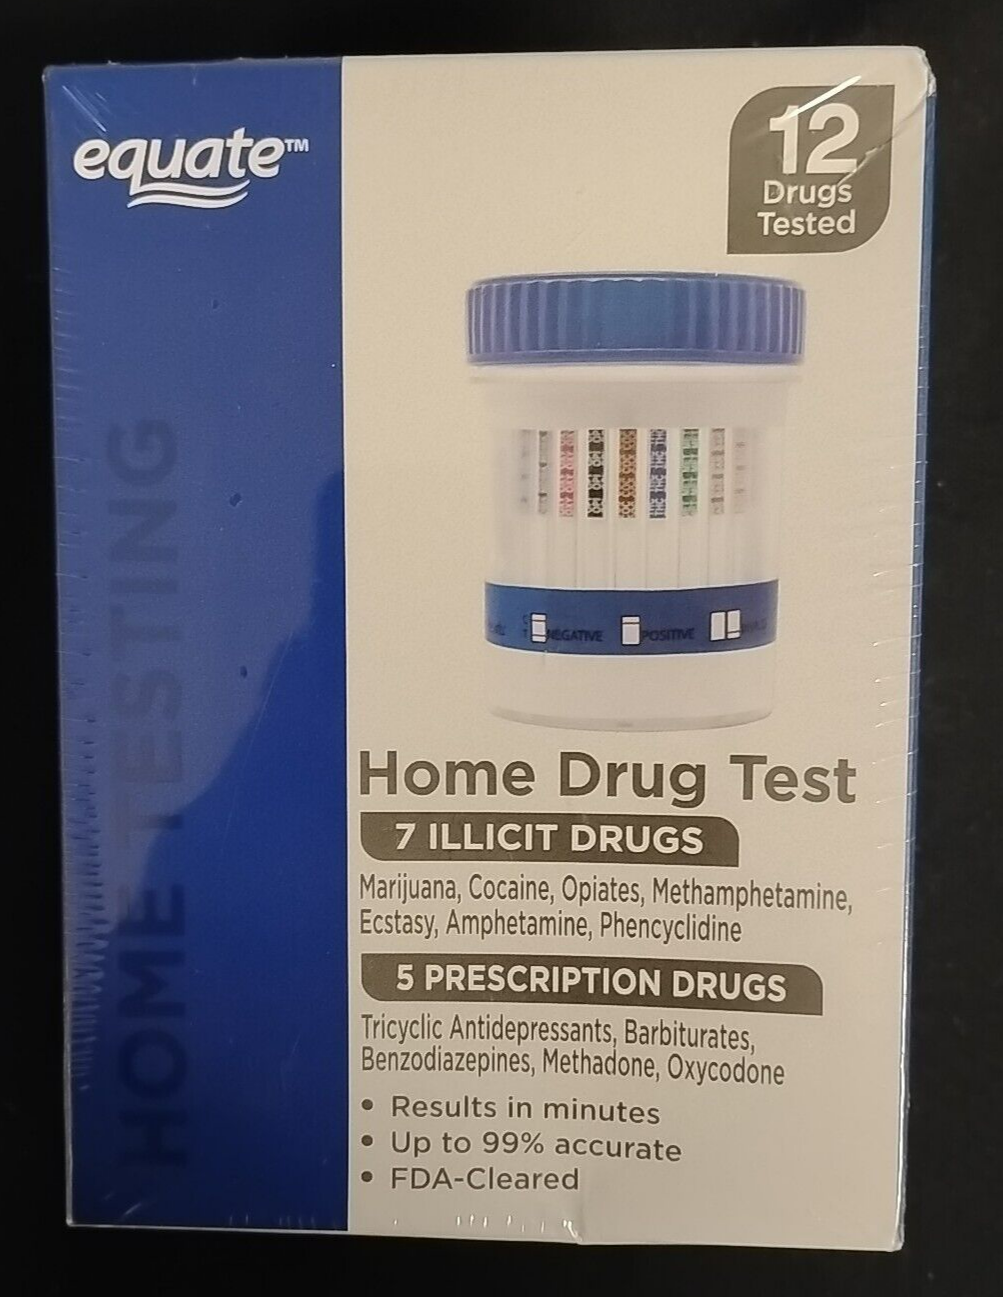 equate™
12
Drugs
Tested
HOME TESTING
NEGATIVE
POSITIVE
Home Drug Test
7 ILLICIT DRUGS
Marijuana, Cocaine, Opiates, Methamphetamine,
Ecstasy, Amphetamine, Phencyclidine
5 PRESCRIPTION DRUGS
Tricyclic Antidepressants, Barbiturates,
Benzodiazepines, Methadone, Oxycodone
• Results in minutes
• Up to 99% accurate
• FDA-Cleared